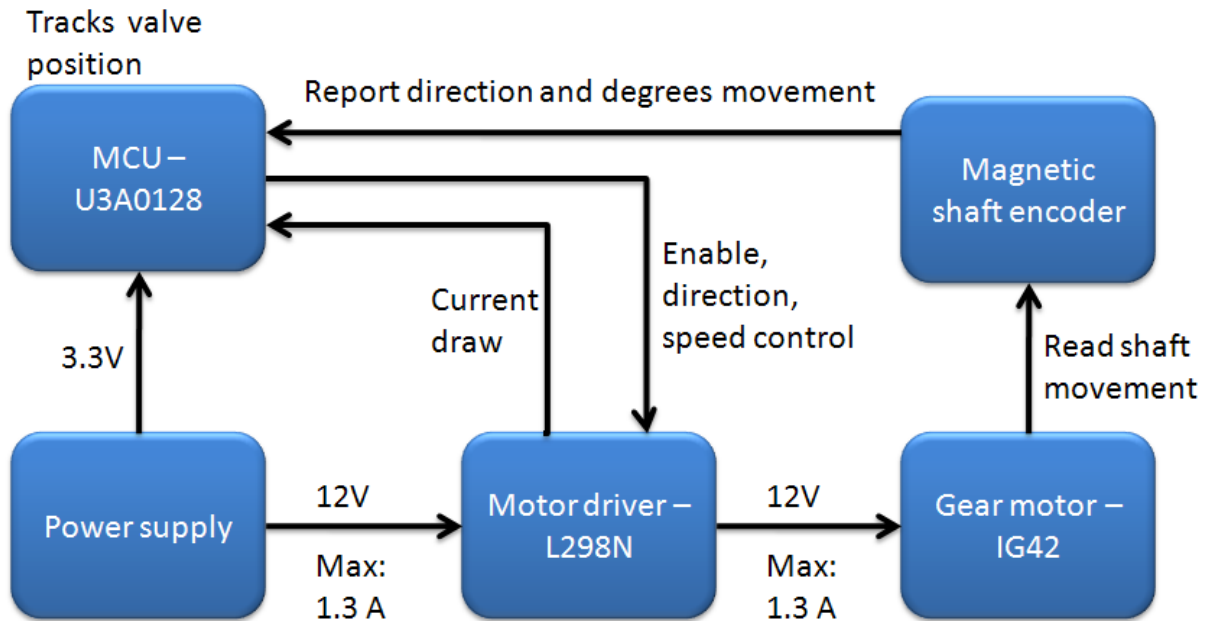 Tracks valve
position
Report direction and degrees movement
MCU –
U3A0128
Magnetic
shaft encoder
Enable,
direction,
speed control
Current
draw
3.3V
Read shaft
movement
Power supply
12V
Max:
1.3 A
Motor driver –
L298N
12V
Max:
1.3 A
Gear motor –
IG42